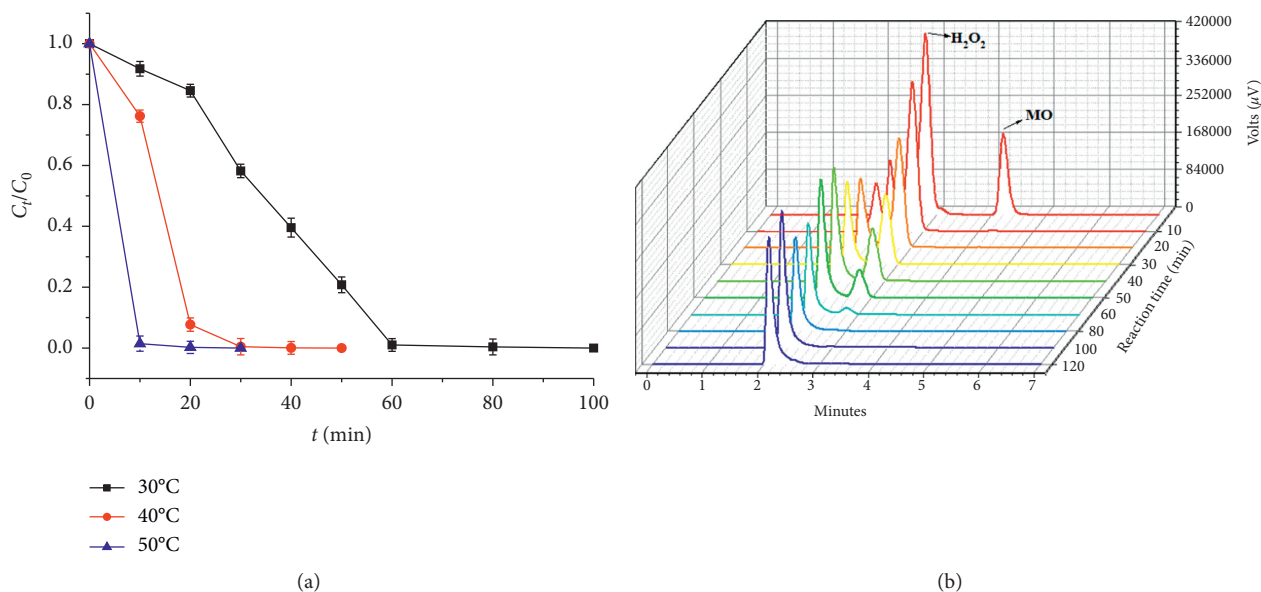 1.0
0.8
0.6
0.4
0.2
0.0
Ct/C0
0 20 40 60 80 100
t (min)
30°C
40°C
50°C
(a)
H2O2
MO
420000
336000
252000
168000
84000
0
Volts (μV)
10
20
30
40
50
60
80
100
120
Reaction time (min)
0 1 2 3 4 5 6 7
Minutes
(b)